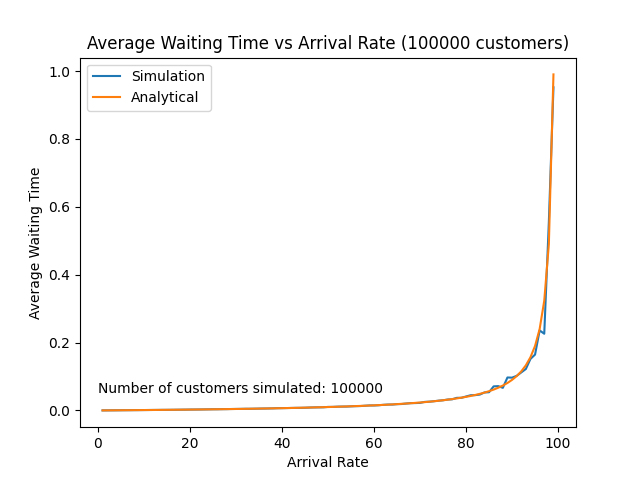 Average Waiting Time vs Arrival Rate (100000 customers)
Simulation
Analytical
1.0
0.8
0.6
0.4
0.2
0.0
Average Waiting Time
Number of customers simulated: 100000
0 20 40 60 80 100
Arrival Rate